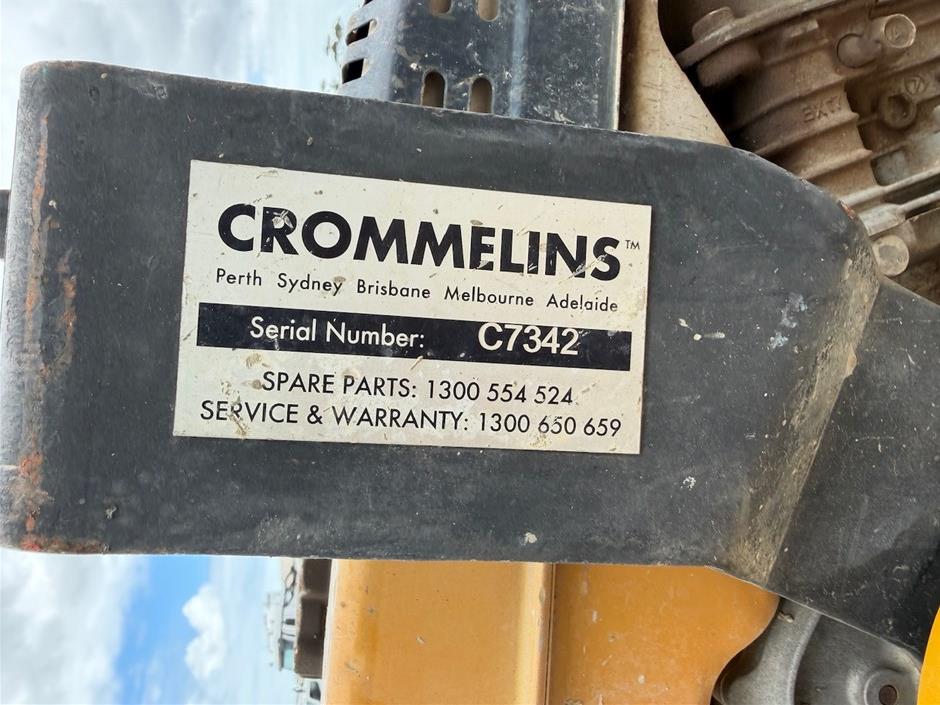 CROMMELINS™
Perth Sydney Brisbane Melbourne Adelaide
Serial Number: C7342
SPARE PARTS: 1300 554 524
SERVICE & WARRANTY: 1300 650 659